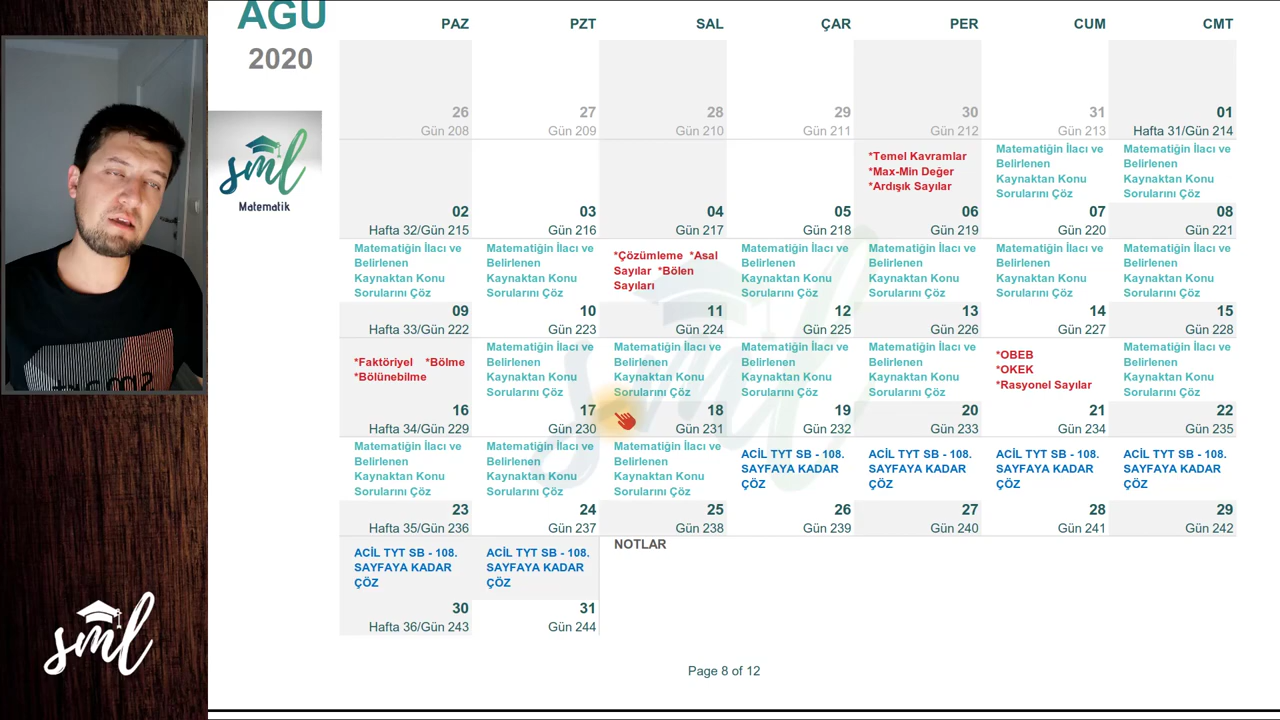 AGU
2020
sml
Matematik
PAZ PZT SAL ÇAR PER CUM CMT
26 27 28 29 30 31 01
Gün 208 Gün 209 Gün 210 Gün 211 Gün 212 Gün 213 Hafta 31/Gün 214
*Temel Kavramlar
*Max-Min Değer
*Ardışık Sayılar
Matematiğin İlacı ve
Belirlenen
Kaynaktan Konu
Sorularını Çöz
Matematiğin İlacı ve
Belirlenen
Kaynaktan Konu
Sorularını Çöz
02 03 04 05 06 07 08
Hafta 32/Gün 215 Gün 216 Gün 217 Gün 218 Gün 219 Gün 220 Gün 221
Matematiğin İlacı ve
Belirlenen
Kaynaktan Konu
Sorularını Çöz
Matematiğin İlacı ve
Belirlenen
Kaynaktan Konu
Sorularını Çöz
*Çözümleme *Asal
Sayılar *Bölen
Sayıları
Matematiğin İlacı ve
Belirlenen
Kaynaktan Konu
Sorularını Çöz
Matematiğin İlacı ve
Belirlenen
Kaynaktan Konu
Sorularını Çöz
Matematiğin İlacı ve
Belirlenen
Kaynaktan Konu
Sorularını Çöz
Matematiğin İlacı ve
Belirlenen
Kaynaktan Konu
Sorularını Çöz
09 10 11 12 13 14 15
Hafta 33/Gün 222 Gün 223 Gün 224 Gün 225 Gün 226 Gün 227 Gün 228
*Faktöriyel *Bölme
*Bölünebilme
Matematiğin İlacı ve
Belirlenen
Kaynaktan Konu
Sorularını Çöz
Matematiğin İlacı ve
Belirlenen
Kaynaktan Konu
Sorularını Çöz
Matematiğin İlacı ve
Belirlenen
Kaynaktan Konu
Sorularını Çöz
Matematiğin İlacı ve
Belirlenen
Kaynaktan Konu
Sorularını Çöz
*OBEB
*OKEK
*Rasyonel Sayılar
Matematiğin İlacı ve
Belirlenen
Kaynaktan Konu
Sorularını Çöz
16 17 18 19 20 21 22
Hafta 34/Gün 229 Gün 230 Gün 231 Gün 232 Gün 233 Gün 234 Gün 235
Matematiğin İlacı ve
Belirlenen
Kaynaktan Konu
Sorularını Çöz
Matematiğin İlacı ve
Belirlenen
Kaynaktan Konu
Sorularını Çöz
Matematiğin İlacı ve
Belirlenen
Kaynaktan Konu
Sorularını Çöz
ACİL TYT SB - 108.
SAYFAYA KADAR
ÇÖZ
ACİL TYT SB - 108.
SAYFAYA KADAR
ÇÖZ
ACİL TYT SB - 108.
SAYFAYA KADAR
ÇÖZ
ACİL TYT SB - 108.
SAYFAYA KADAR
ÇÖZ
23 24 25 26 27 28 29
Hafta 35/Gün 236 Gün 237 Gün 238 Gün 239 Gün 240 Gün 241 Gün 242
ACİL TYT SB - 108.
SAYFAYA KADAR
ÇÖZ
ACİL TYT SB - 108.
SAYFAYA KADAR
ÇÖZ
NOTLAR
30 31
Hafta 36/Gün 243 Gün 244
Page 8 of 12
sml
sml